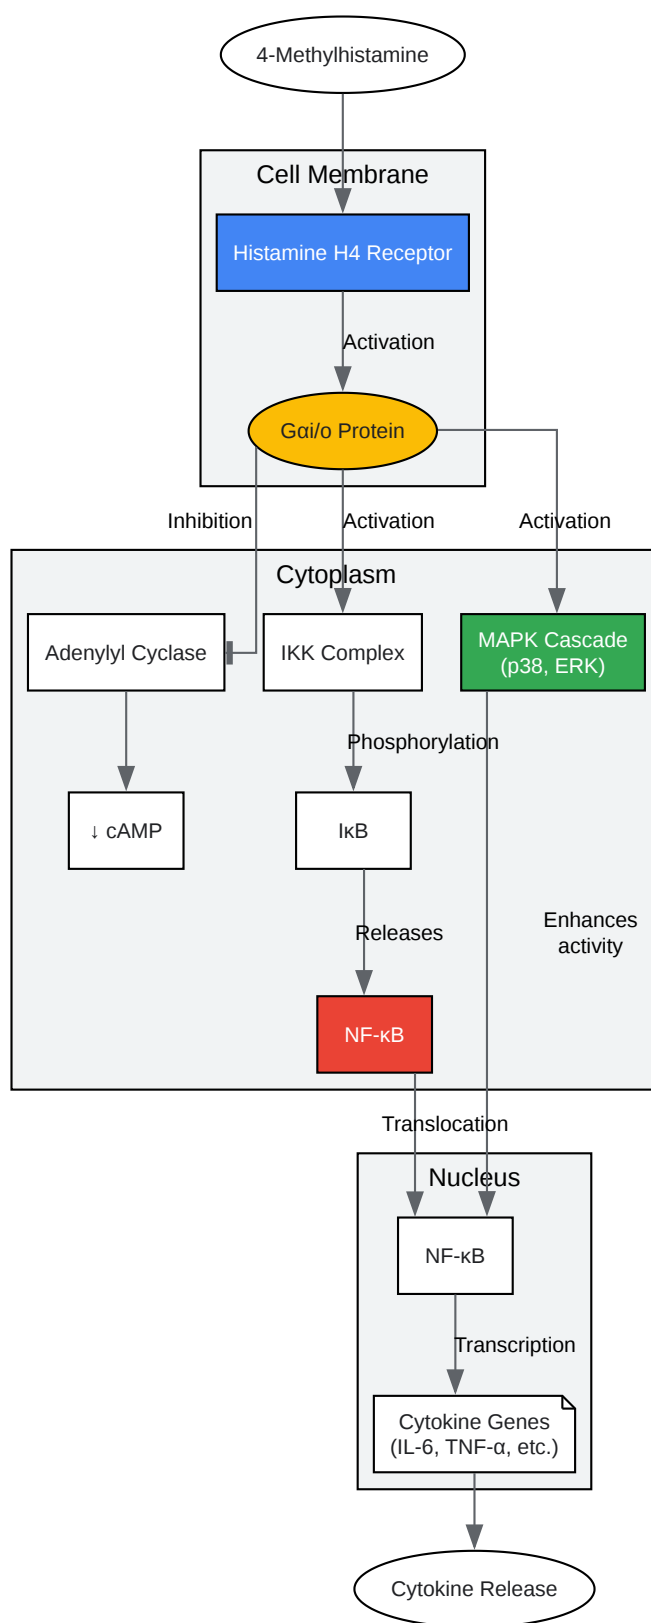 4-Methylhistamine
Cell Membrane
Histamine H4 Receptor
Activation
Gαi/o Protein
Inhibition
Activation
Activation
Cytoplasm
Adenylyl Cyclase
IKK Complex
MAPK Cascade
(p38, ERK)
Phosphorylation
↓ cAMP
IκB
Enhances
activity
Releases
NF-κB
Translocation
Nucleus
NF-κB
Transcription
Cytokine Genes
(IL-6, TNF-α, etc.)
Cytokine Release